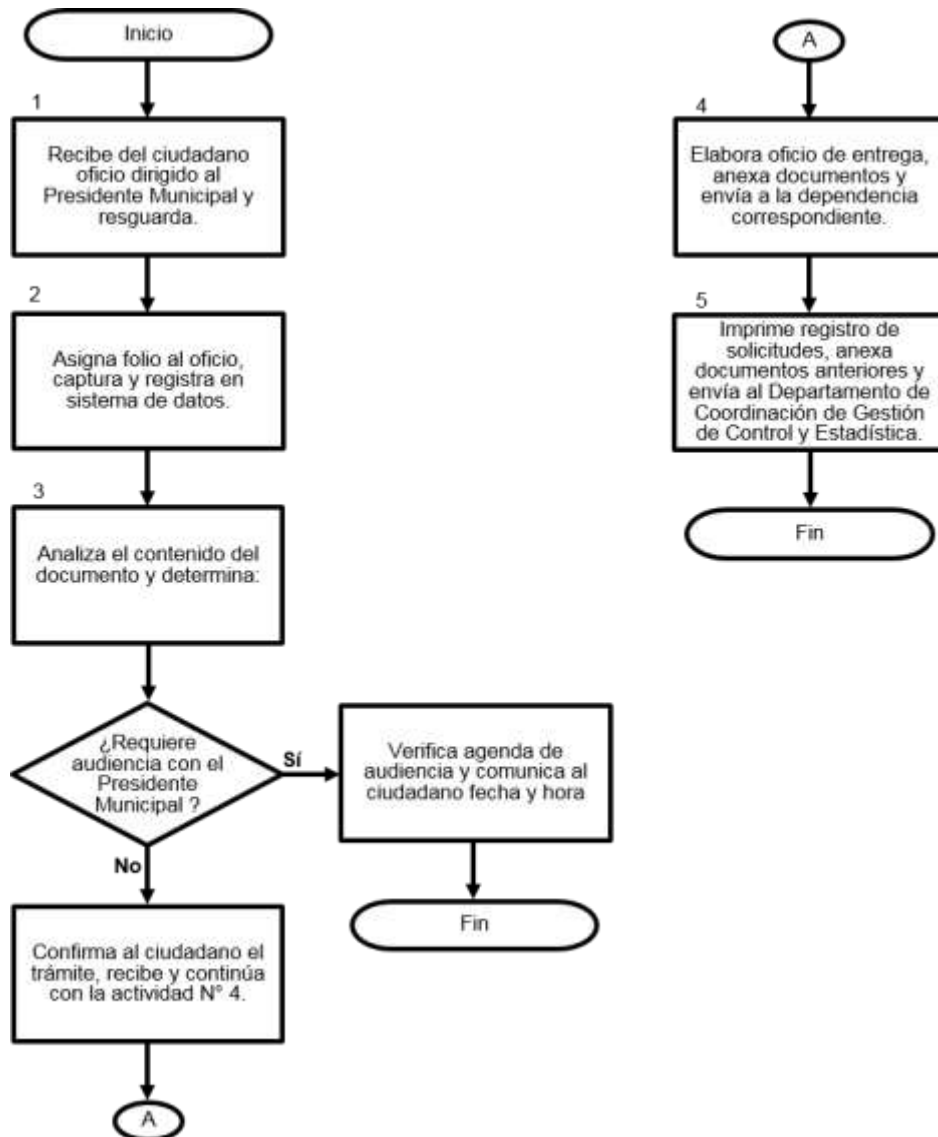 Inicio
1
Recibe del ciudadano
oficio dirigido al
Presidente Municipal y
resguarda.
2
Asigna folio al oficio,
captura y registra en
sistema de datos.
3
Analiza el contenido del
documento y determina:
¿Requiere
audiencia con el
Presidente
Municipal ?
Sí
Verifica agenda de
audiencia y comunica al
ciudadano fecha y hora
Fin
No
Confirma al ciudadano el
trámite, recibe y continúa
con la actividad N° 4.
A
A
4
Elabora oficio de entrega,
anexa documentos y
envía a la dependencia
correspondiente.
5
Imprime registro de
solicitudes, anexa
documentos anteriores y
envía al Departamento de
Coordinación de Gestión
de Control y Estadística.
Fin